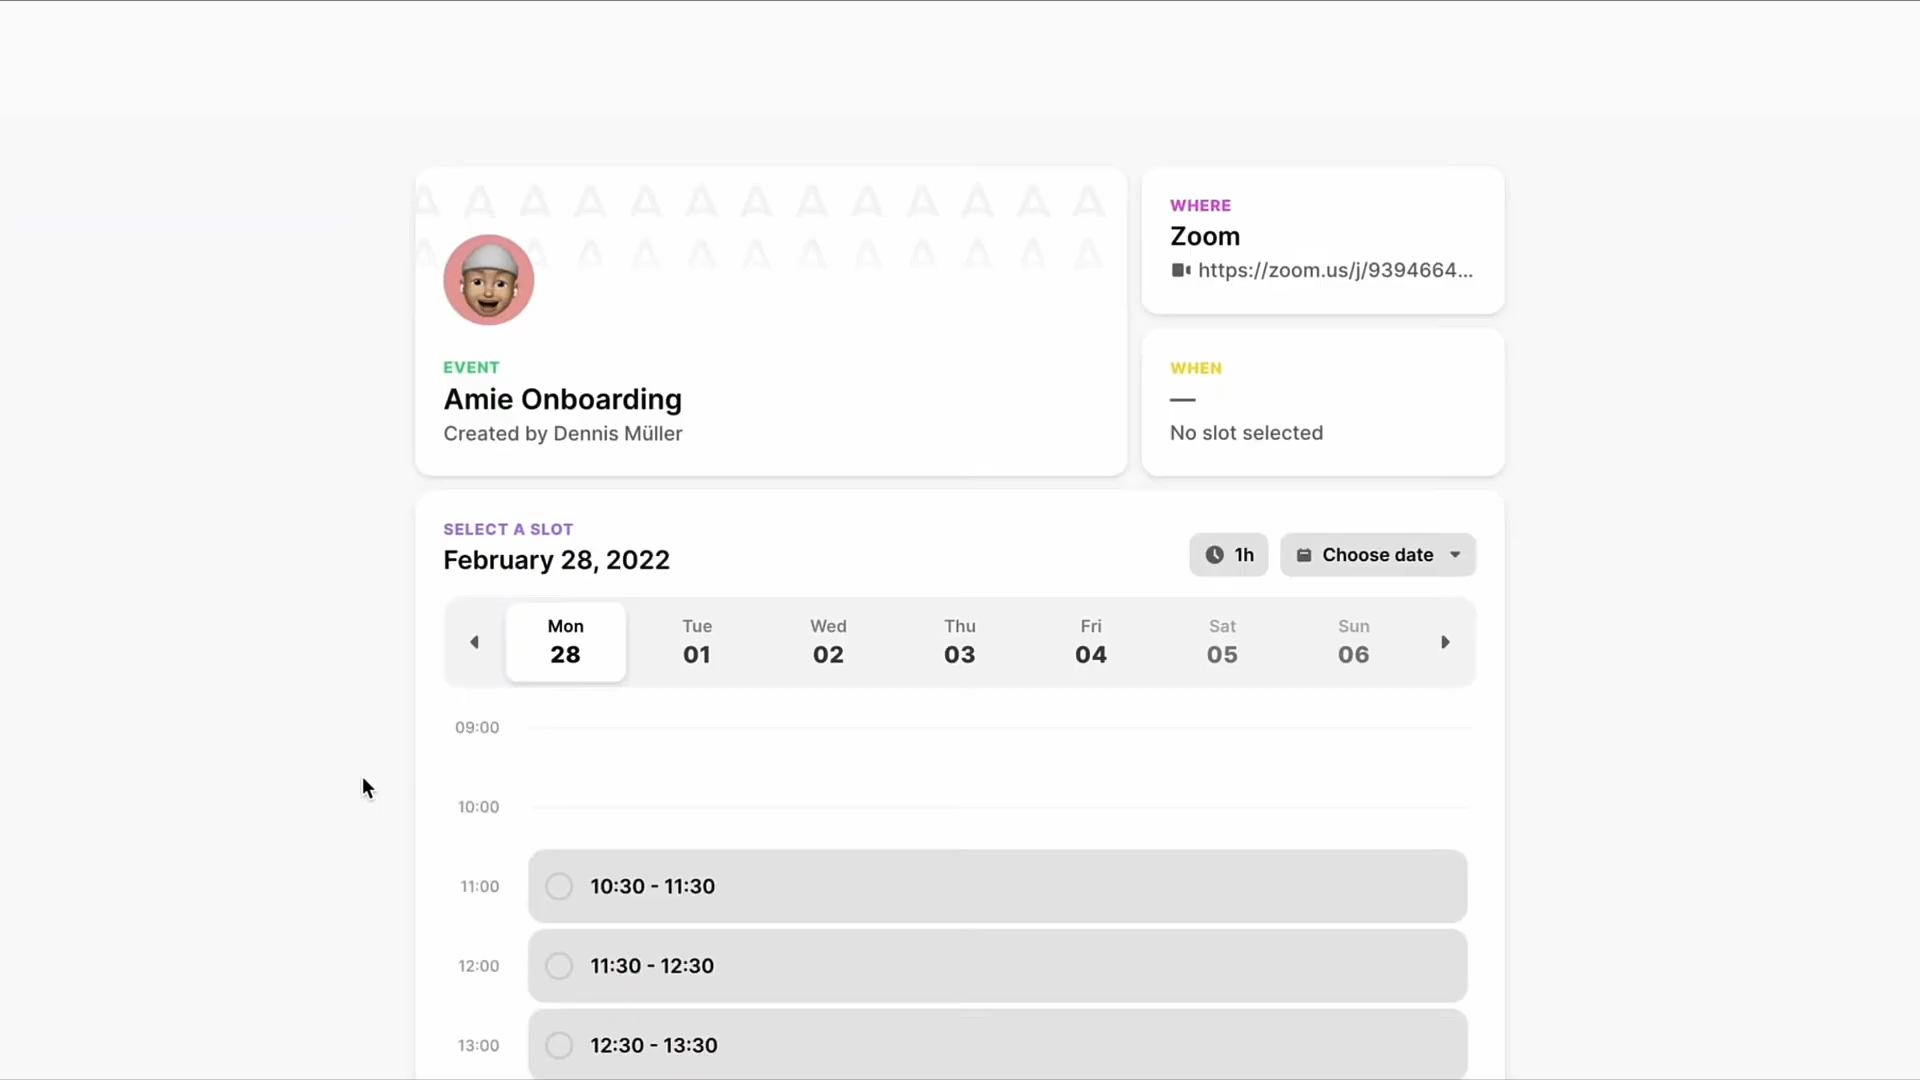 WHERE
Zoom
https://zoom.us/j/9394664...
EVENT
Amie Onboarding
Created by Dennis Müller
WHEN
—
No slot selected
SELECT A SLOT
February 28, 2022
1h
Choose date
Mon
28
Tue
01
Wed
02
Thu
03
Fri
04
Sat
05
Sun
06
09:00
10:00
11:00
10:30 - 11:30
12:00
11:30 - 12:30
13:00
12:30 - 13:30